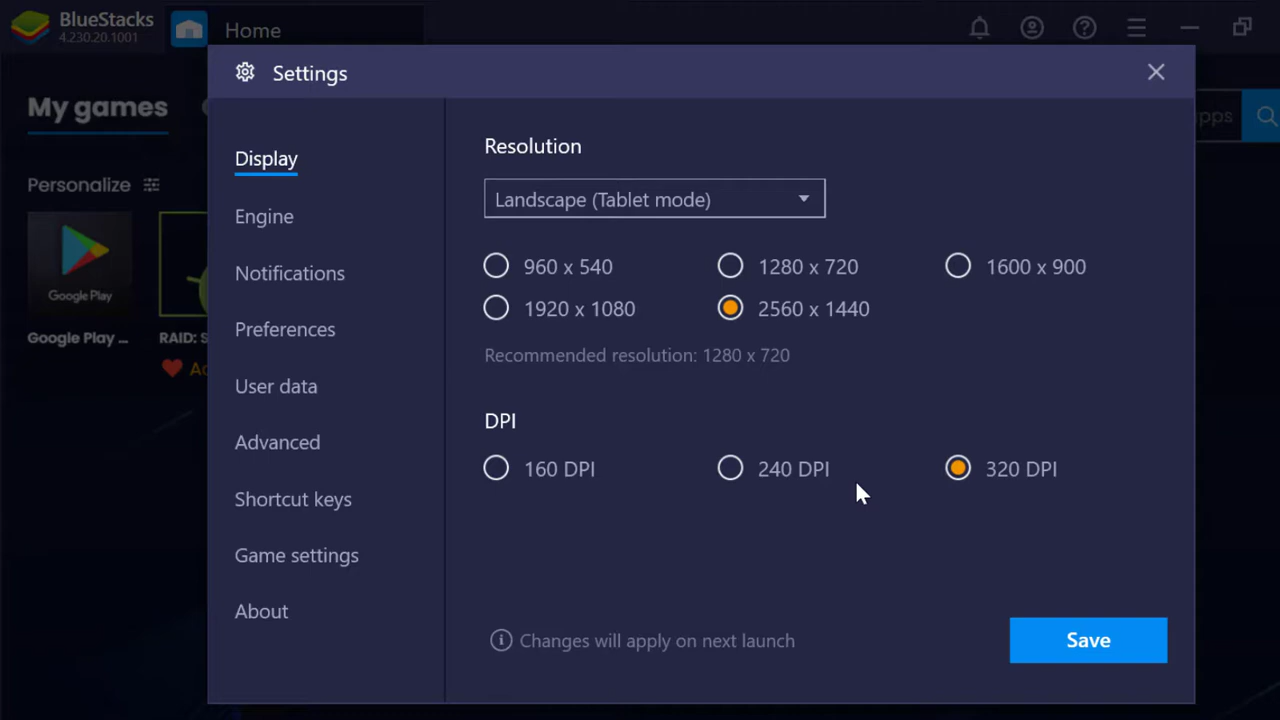 BlueStacks
4.230.20.1001
Home
Settings
My games
pps
Personalize
Google Play
Google Play ...
RAID: S
Display
Engine
Notifications
Preferences
User data
Advanced
Shortcut keys
Game settings
About
Resolution
Landscape (Tablet mode)
960 x 540 1280 x 720 1600 x 900
1920 x 1080 2560 x 1440
Recommended resolution: 1280 x 720
DPI
160 DPI 240 DPI 320 DPI
Changes will apply on next launch
Save